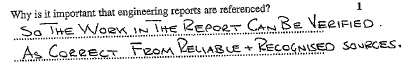 Why is it important that engineering reports are referenced? 1
SO THE WORK IN THE REPORT CAN BE VERIFIED.
AS CORRECT FROM RELIABLE + RECOGNISED SOURCES.